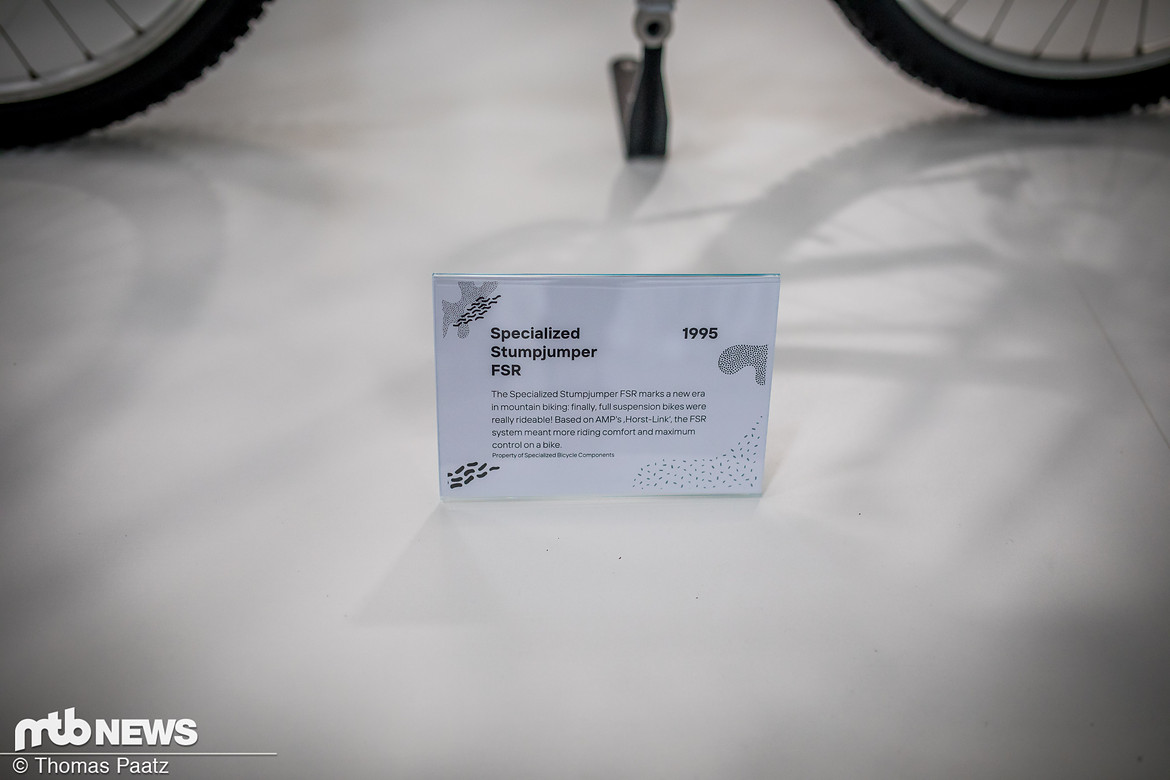 Specialized 1995
Stumpjumper
FSR
The Specialized Stumpjumper FSR marks a new era
in mountain biking: finally, full suspension bikes were
really rideable! Based on AMP's ‚Horst-Link', the FSR
system meant more riding comfort and maximum
control on a bike.
Property of Specialized Bicycle Components
mtb NEWS
© Thomas Paatz